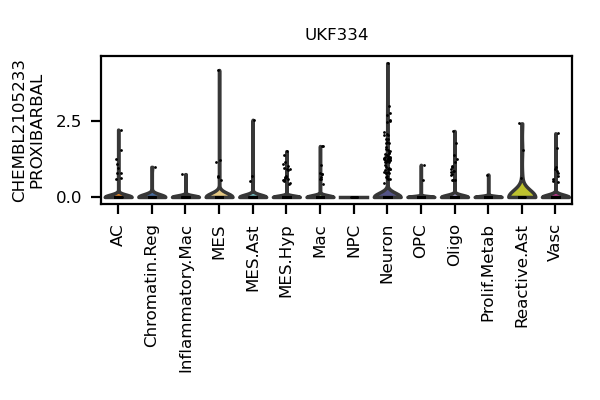 UKF334
CHEMBL2105233
PROXIBARBAL
2.5
0.0
AC
Chromatin.Reg
Inflammatory.Mac
MES
MES.Ast
MES.Hyp
Mac
NPC
Neuron
OPC
Oligo
Prolif.Metab
Reactive.Ast
Vasc